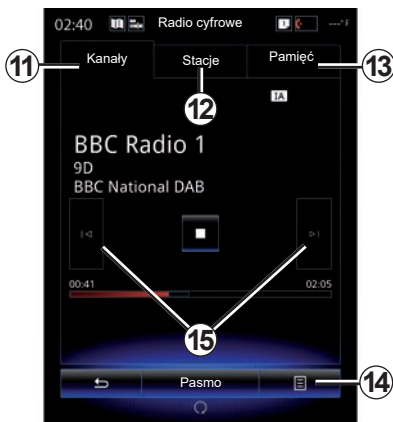 02:40 Radio cyfrowe ---°F
Kanały Stacje Pamięć
11
12
13
IA
BBC Radio 1
9D
BBC National DAB
00:41 02:05
15
Pasmo
14